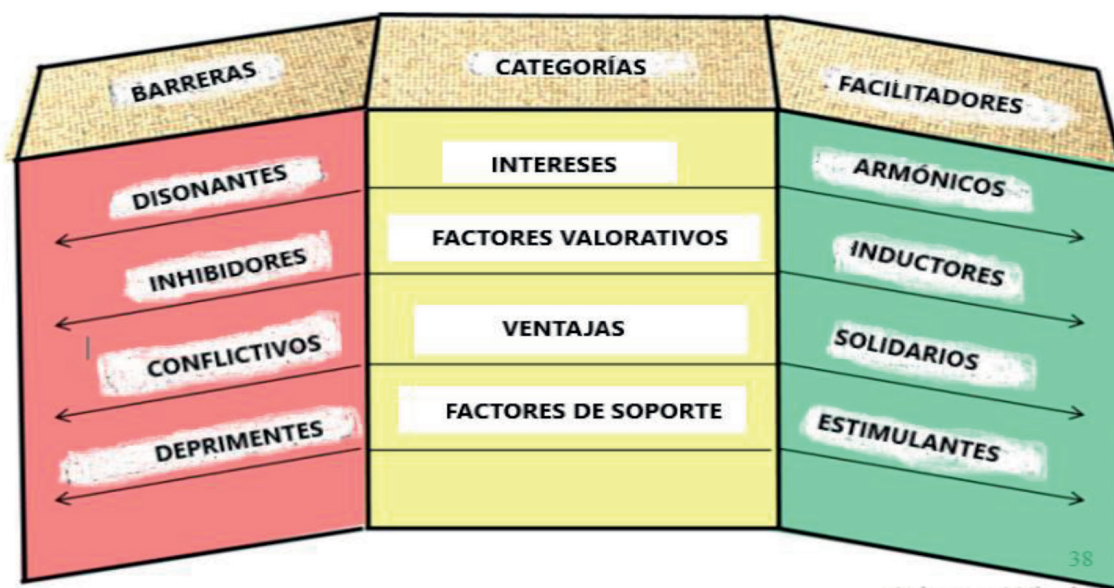 BARRERAS
CATEGORÍAS
FACILITADORES
DISONANTES
INTERESES
ARMÓNICOS
INHIBIDORES
FACTORES VALORATIVOS
INDUCTORES
CONFLICTIVOS
VENTAJAS
SOLIDARIOS
DEPRIMENTES
FACTORES DE SOPORTE
ESTIMULANTES
38